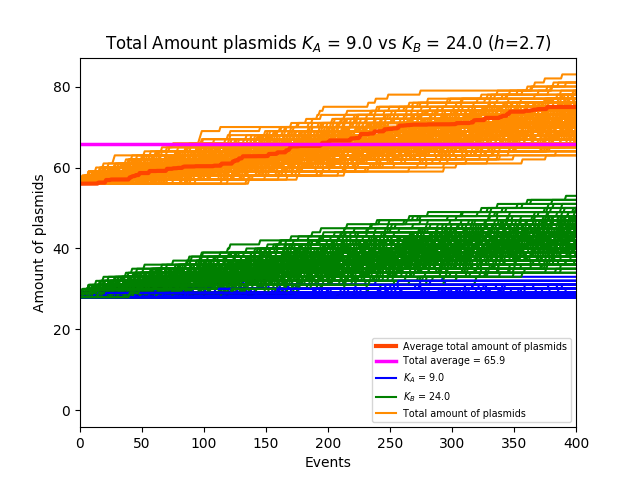 Total Amount plasmids K_A = 9.0 vs K_B = 24.0 (h=2.7)
Amount of plasmids
80
60
40
20
0
0 50 100 150 200 250 300 350 400
Events
Average total amount of plasmids
Total average = 65.9
K_A = 9.0
K_B = 24.0
Total amount of plasmids